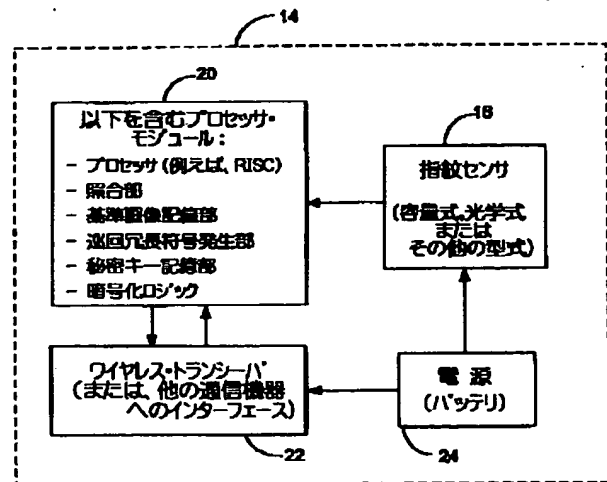 14
20
以下を含むプロセッサ・
モジュール:
- プロセッサ(例えば、RISC)
- 照合部
- 基準画像記憶部
- 巡回冗長符号発生部
- 秘密キー記憶部
- 暗号化ロジック
16
指紋センサ
(容量式、光学式
または
その他の型式)
ワイヤレス・トランシーバ
(または、他の通信機器
へのインターフェース)
22
電 源
(バッテリ)
24